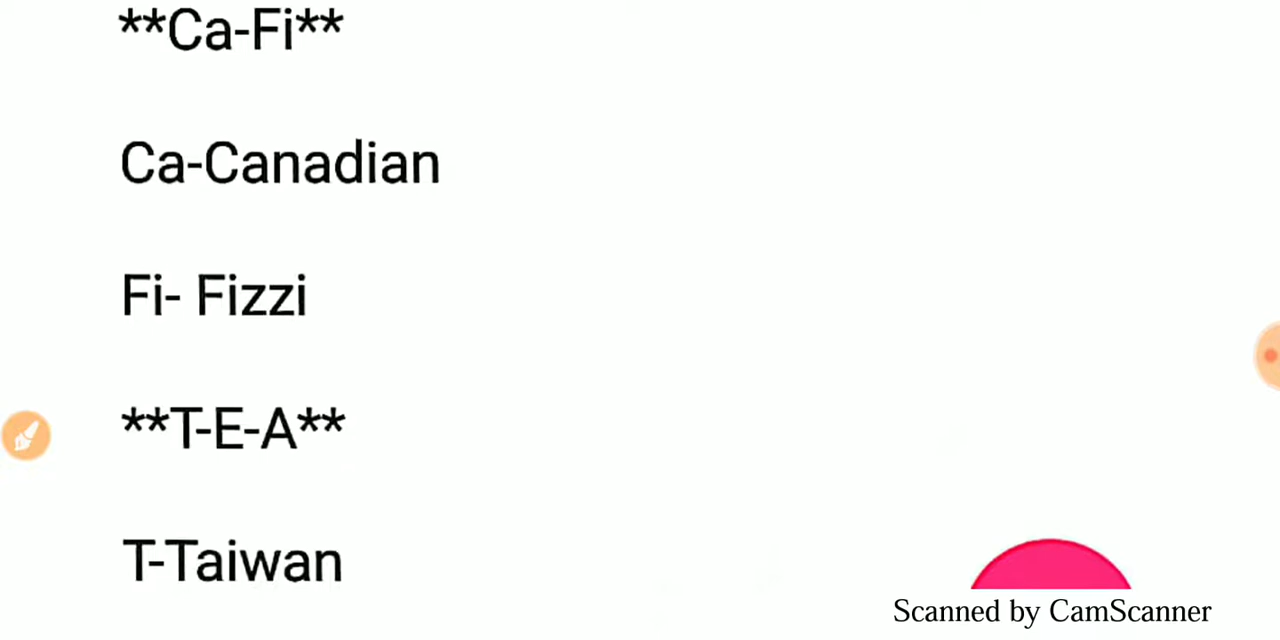 **Ca-Fi**
Ca-Canadian
Fi- Fizzi
**T-E-A**
T-Taiwan
Scanned by CamScanner